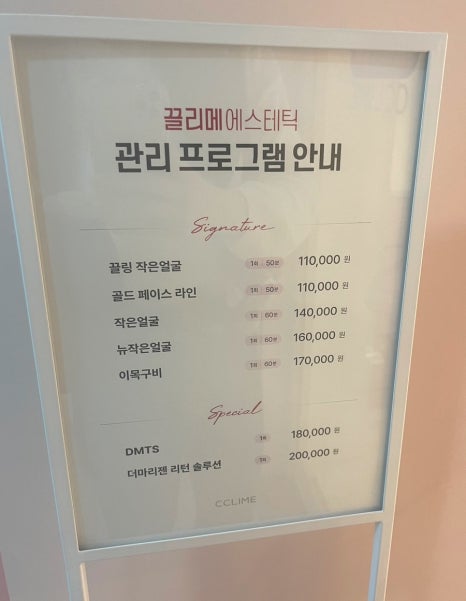 끌리메에스테틱
관리 프로그램 안내
Signature
끌링 작은얼굴 1회 50분 110,000 원
골드 페이스 라인 1회 50분 110,000 원
작은얼굴 1회 60분 140,000 원
뉴작은얼굴 1회 60분 160,000 원
이목구비 1회 60분 170,000 원
Special
DMTS 1회 180,000 원
더마리젠 리턴 솔루션 1회 200,000 원
CCLIME